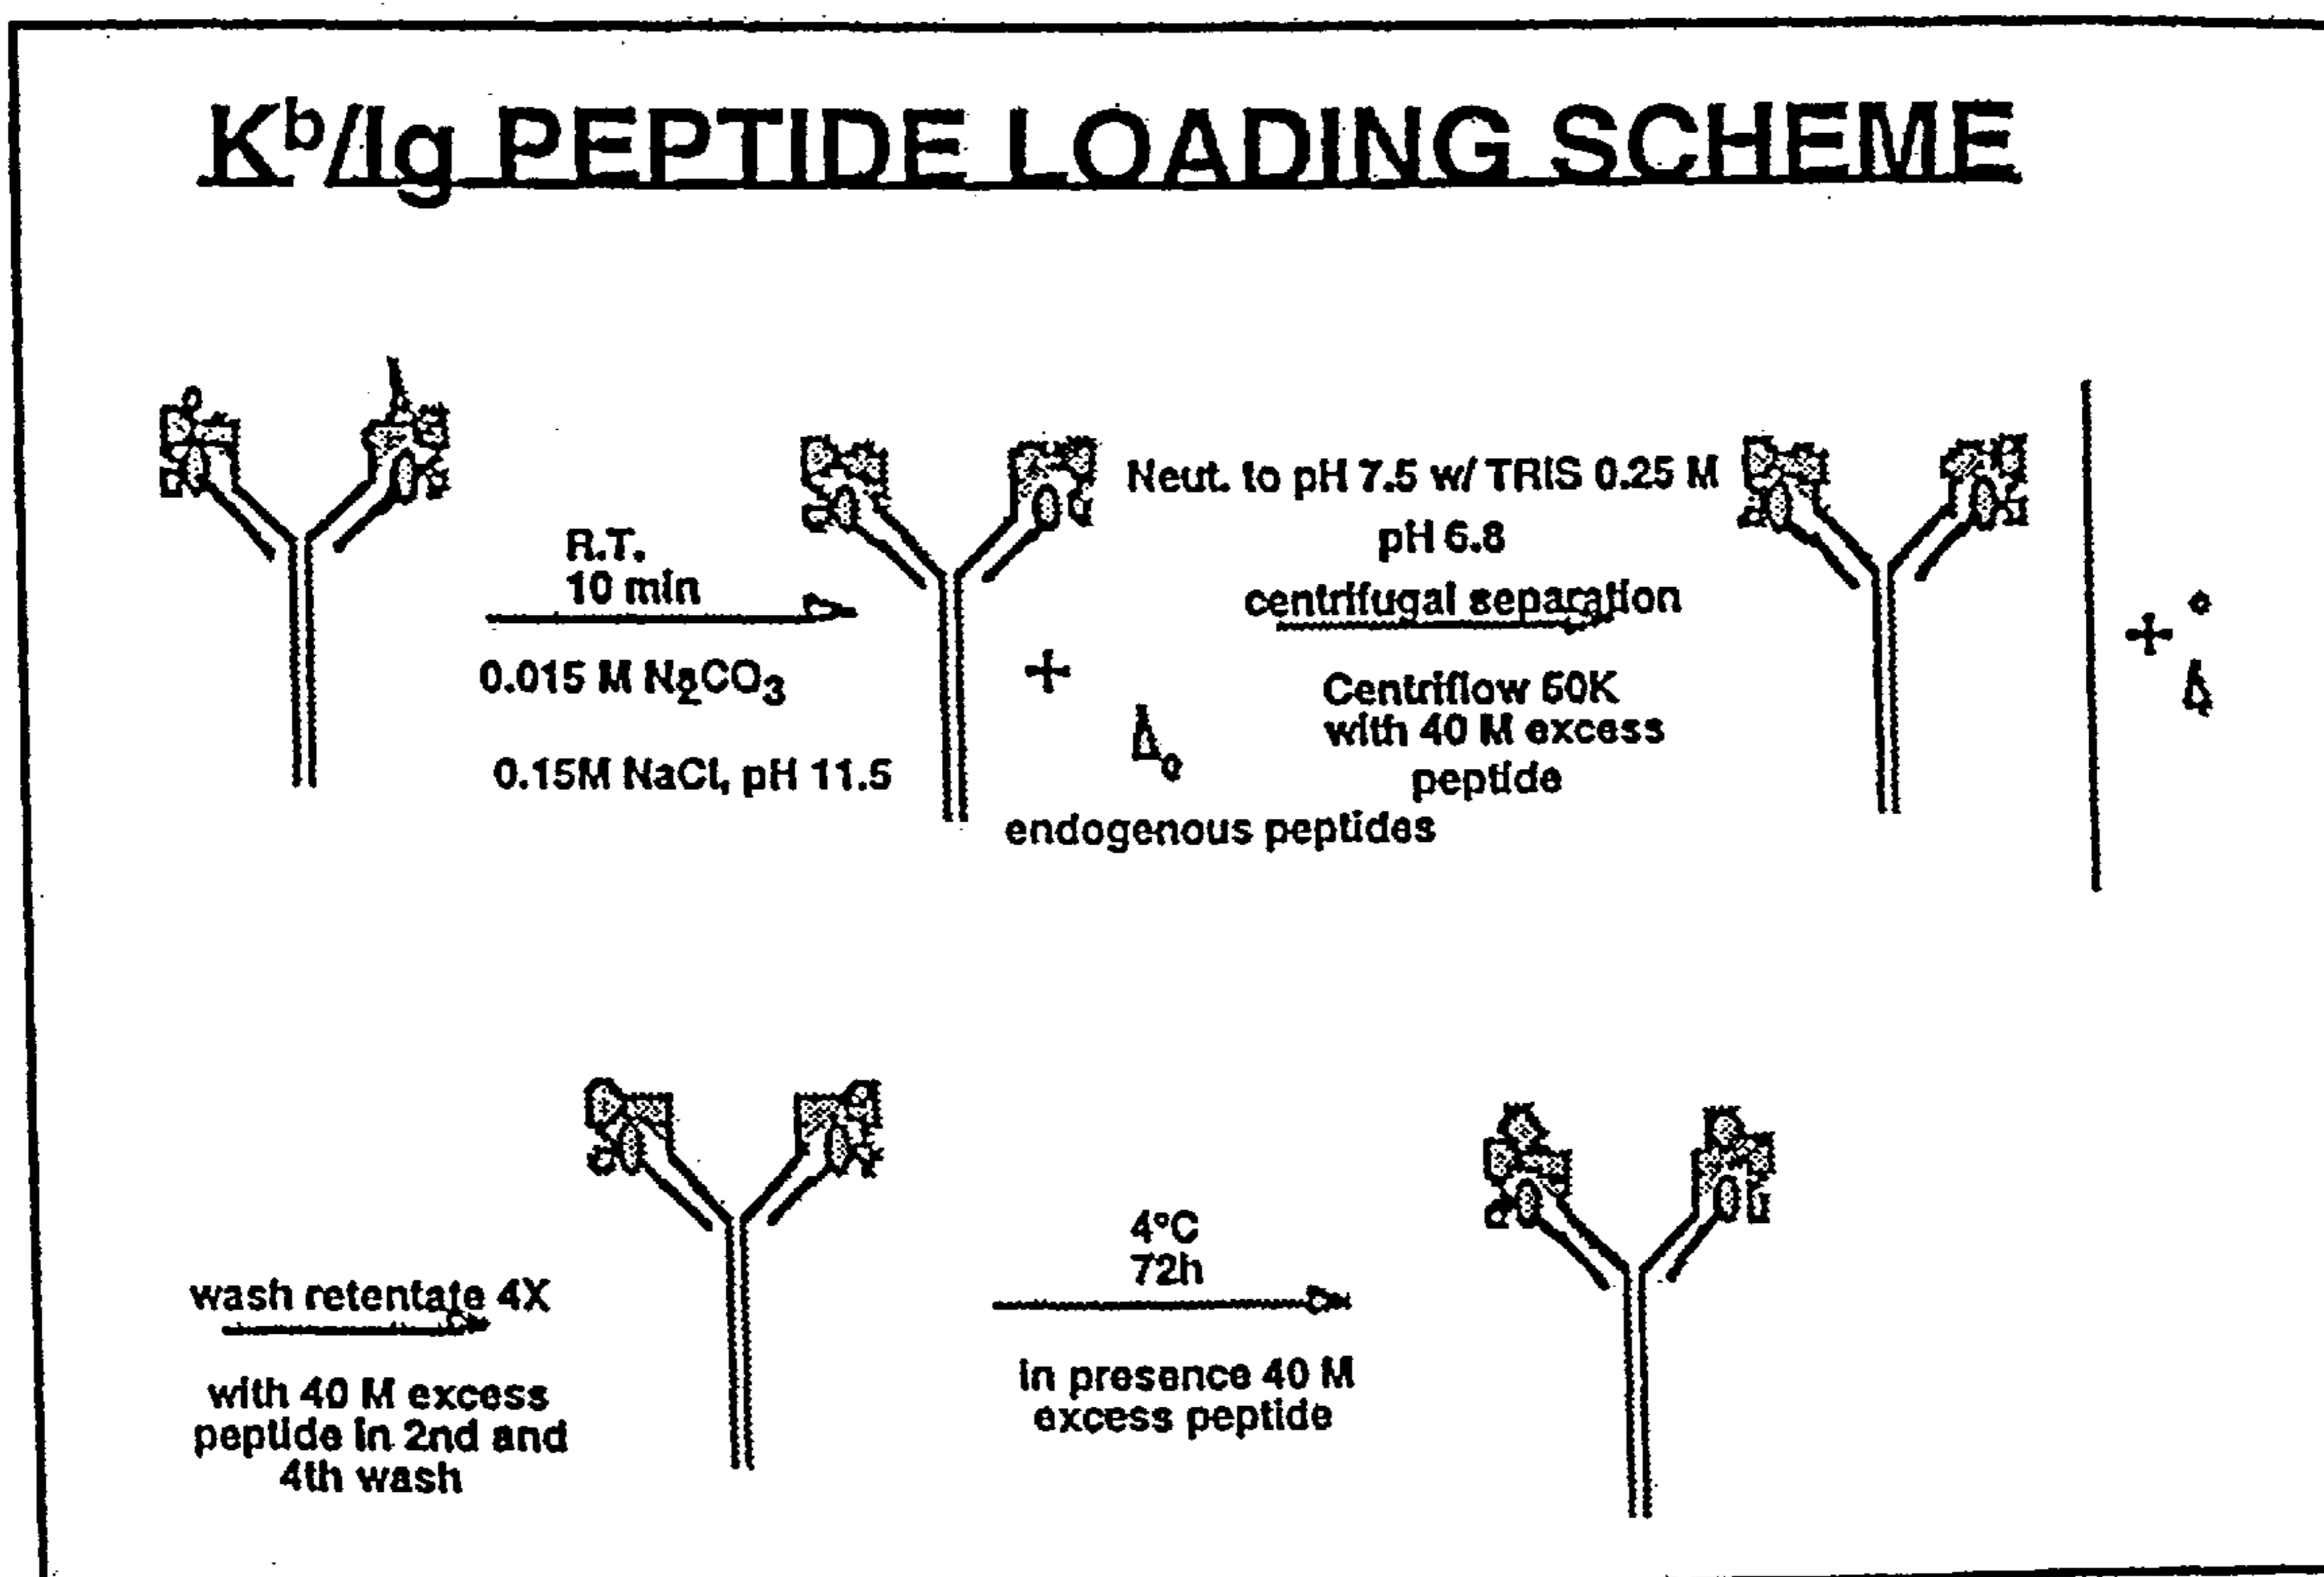 Kᵇ/Ig PEPTIDE LOADING SCHEME
R.T.
10 min
0.015 M N₂CO₃
0.15M NaCl, pH 11.5
+
endogenous peptides
Neut. to pH 7.5 w/ TRIS 0.25 M
pH 6.8
centrifugal separation
Centriflow 50K
with 40 M excess
peptide
+
wash retentate 4X
with 40 M excess
peptide in 2nd and
4th wash
4°C
72h
in presence 40 M
excess peptide